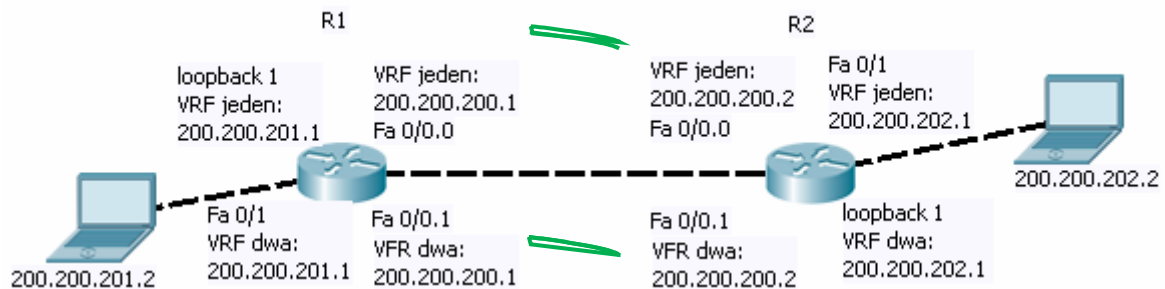 R1
R2
loopback 1
VRF jeden:
200.200.201.1
VRF jeden:
200.200.200.1
Fa 0/0.0
VRF jeden:
200.200.200.2
Fa 0/0.0
Fa 0/1
VRF jeden:
200.200.202.1
200.200.202.2
Fa 0/1
VRF dwa:
200.200.201.1
200.200.201.2
Fa 0/0.1
VFR dwa:
200.200.200.1
Fa 0/0.1
VFR dwa:
200.200.200.2
loopback 1
VRF dwa:
200.200.202.1